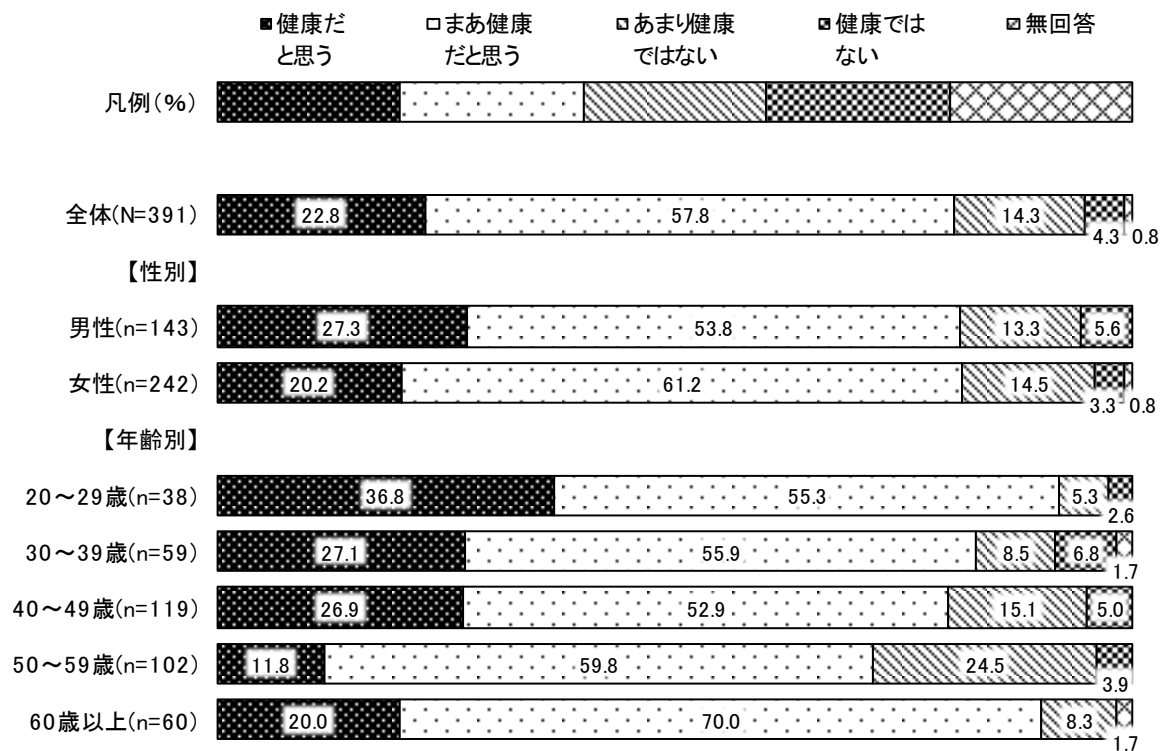 健康だ
と思う
まあ健康
だと思う
あまり健康
ではない
健康では
ない
無回答
凡例(%)
全体(N=391)
22.8
57.8
14.3
4.3
0.8
【性別】
男性(n=143)
27.3
53.8
13.3
5.6
女性(n=242)
20.2
61.2
14.5
3.3
0.8
【年齢別】
20~29歳(n=38)
36.8
55.3
5.3
2.6
30~39歳(n=59)
27.1
55.9
8.5
6.8
1.7
40~49歳(n=119)
26.9
52.9
15.1
5.0
50~59歳(n=102)
11.8
59.8
24.5
3.9
60歳以上(n=60)
20.0
70.0
8.3
1.7